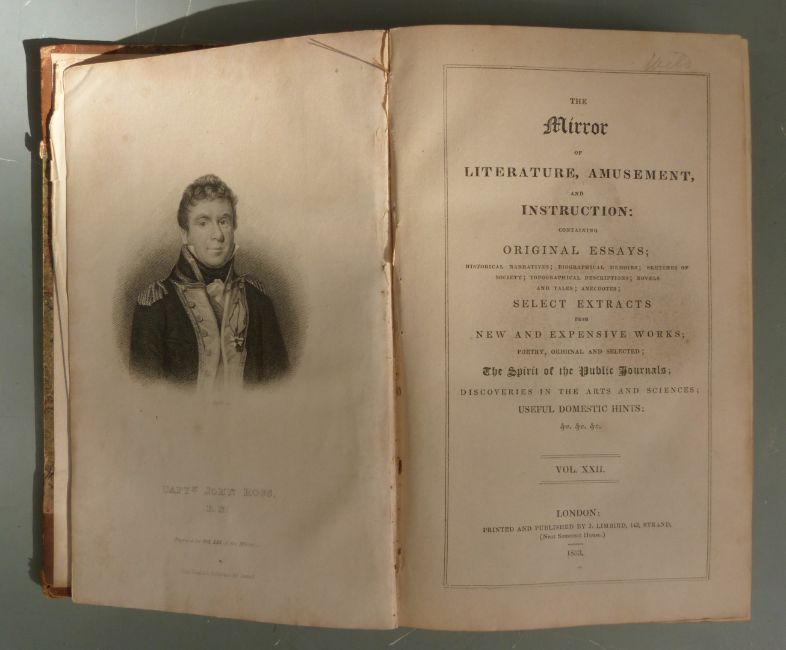 CAPTN. JOHN ROSS,
R.N.
THE
Mirror
OF
LITERATURE, AMUSEMENT,
AND
INSTRUCTION:
CONTAINING
ORIGINAL ESSAYS;
HISTORICAL NARRATIVES; BIOGRAPHICAL MEMOIRS; SKETCHES OF
SOCIETY; TOPOGRAPHICAL DESCRIPTIONS; NOVELS
AND TALES; ANECDOTES;
SELECT EXTRACTS
FROM
NEW AND EXPENSIVE WORKS;
POETRY, ORIGINAL AND SELECTED;
The Spirit of the Public Journals;
DISCOVERIES IN THE ARTS AND SCIENCES;
USEFUL DOMESTIC HINTS:
&c. &c. &c.
VOL. XXII.
LONDON:
PRINTED AND PUBLISHED BY J. LIMBIRD, 143, STRAND,
(Near Somerset House.)
1833.